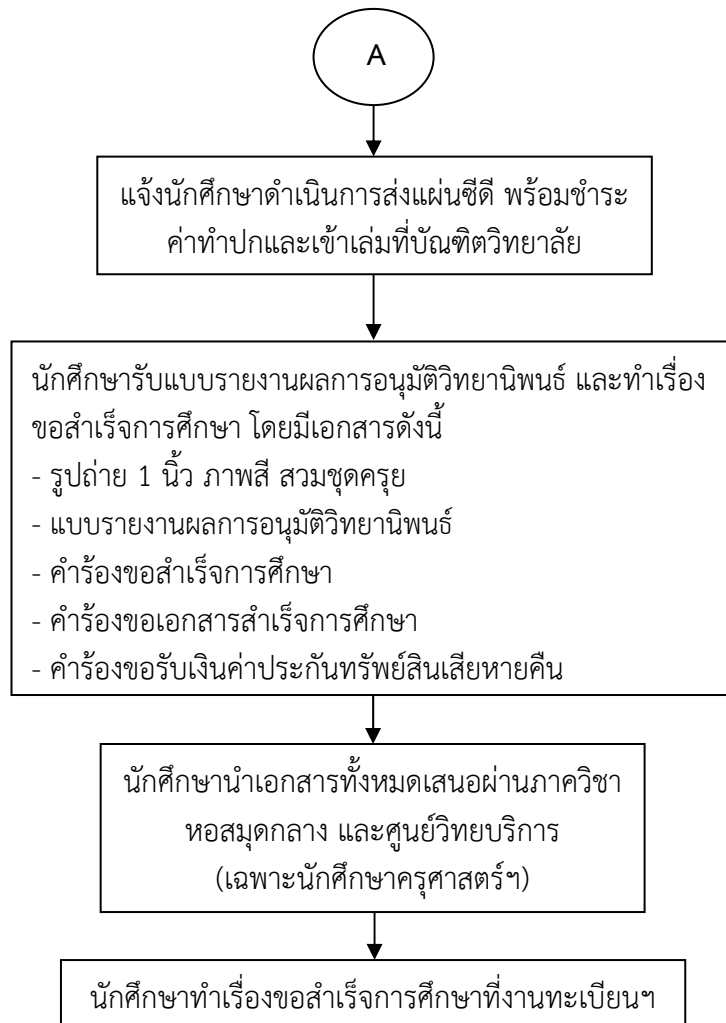 A
แจ้งนักศึกษาดำเนินการส่งแผ่นซีดี พร้อมชำระ
ค่าทำปกและเข้าเล่มที่บัณฑิตวิทยาลัย
นักศึกษารับแบบรายงานผลการอนุมัติวิทยานิพนธ์ และทำเรื่อง
ขอสำเร็จการศึกษา โดยมีเอกสารดังนี้
- รูปถ่าย 1 นิ้ว ภาพสี สวมชุดครุย
- แบบรายงานผลการอนุมัติวิทยานิพนธ์
- คำร้องขอสำเร็จการศึกษา
- คำร้องขอเอกสารสำเร็จการศึกษา
- คำร้องขอรับเงินค่าประกันทรัพย์สินเสียหายคืน
นักศึกษานำเอกสารทั้งหมดเสนอผ่านภาควิชา
หอสมุดกลาง และศูนย์วิทยบริการ
(เฉพาะนักศึกษาครุศาสตร์ฯ)
นักศึกษาทำเรื่องขอสำเร็จการศึกษาที่งานทะเบียนฯ